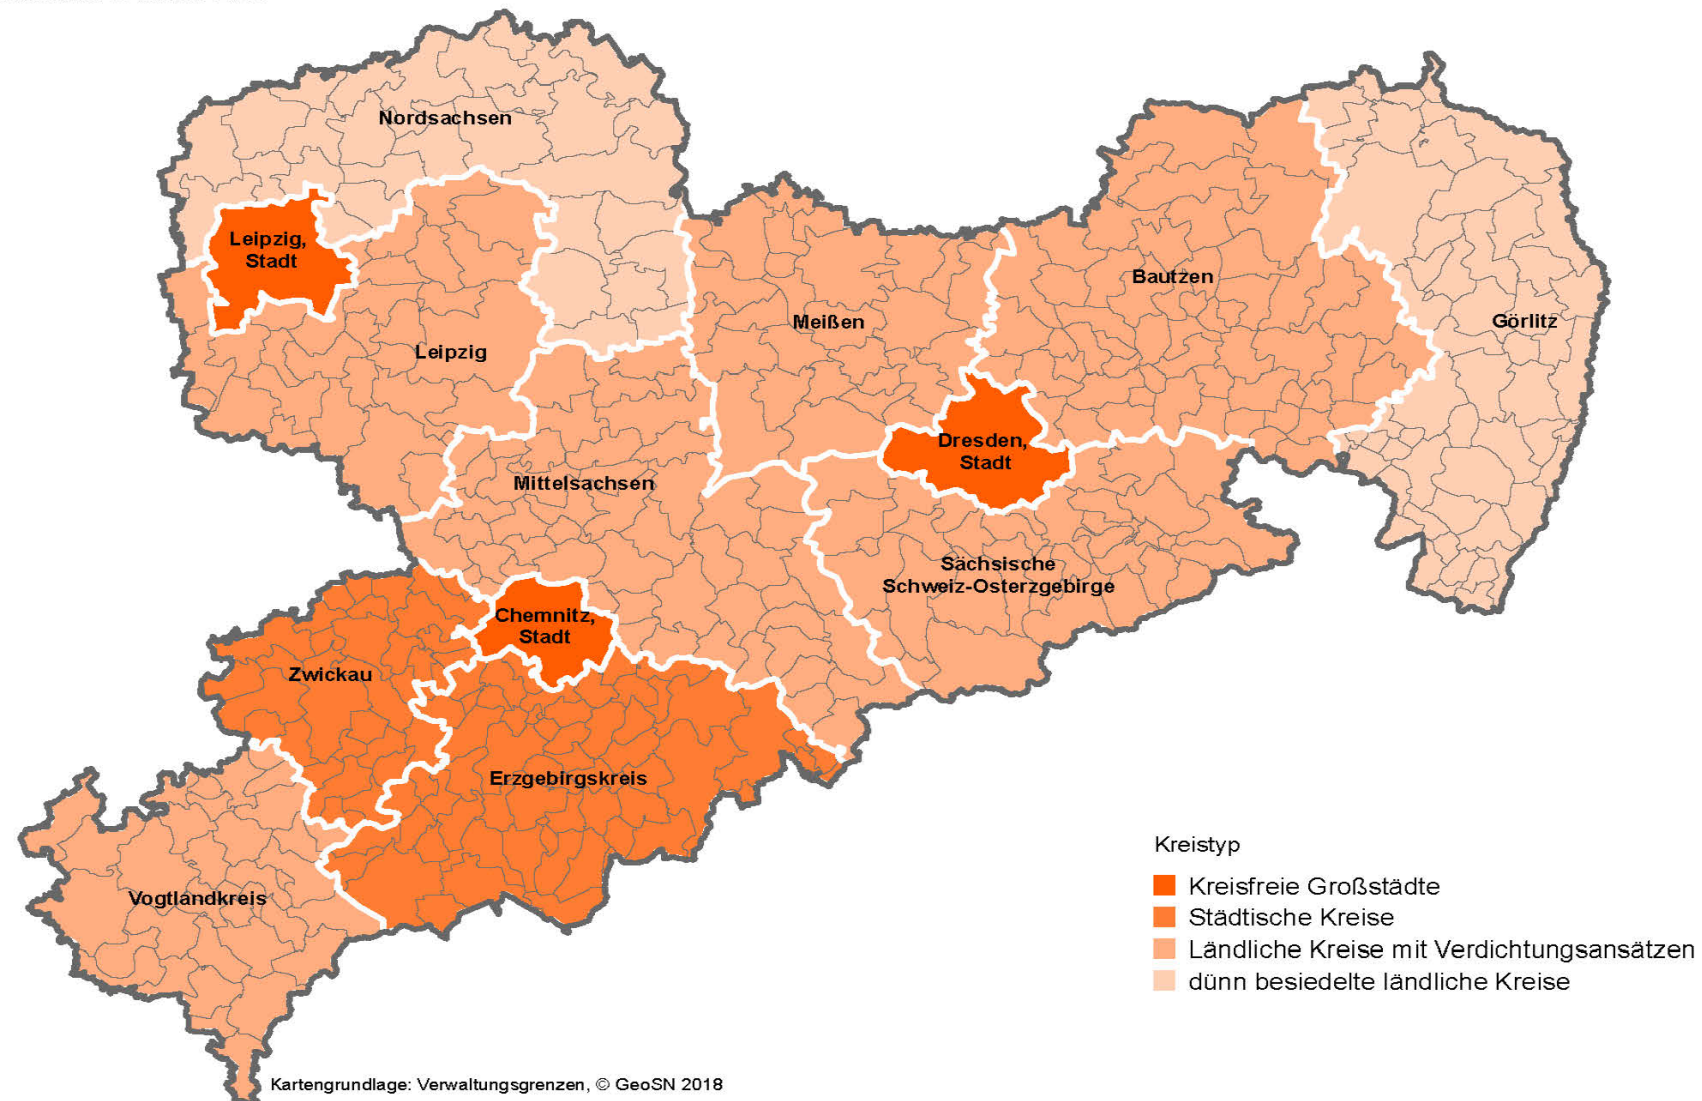 Nordsachsen
Leipzig,
Stadt
Bautzen
Meißen
Görlitz
Leipzig
Dresden,
Stadt
Mittelsachsen
Sächsische
Schweiz-Osterzgebirge
Chemnitz,
Stadt
Zwickau
Erzgebirgskreis
Vogtlandkreis
Kreistyp
Kreisfreie Großstädte
Städtische Kreise
Ländliche Kreise mit Verdichtungsansätzen
dünn besiedelte ländliche Kreise
Kartengrundlage: Verwaltungsgrenzen, © GeoSN 2018